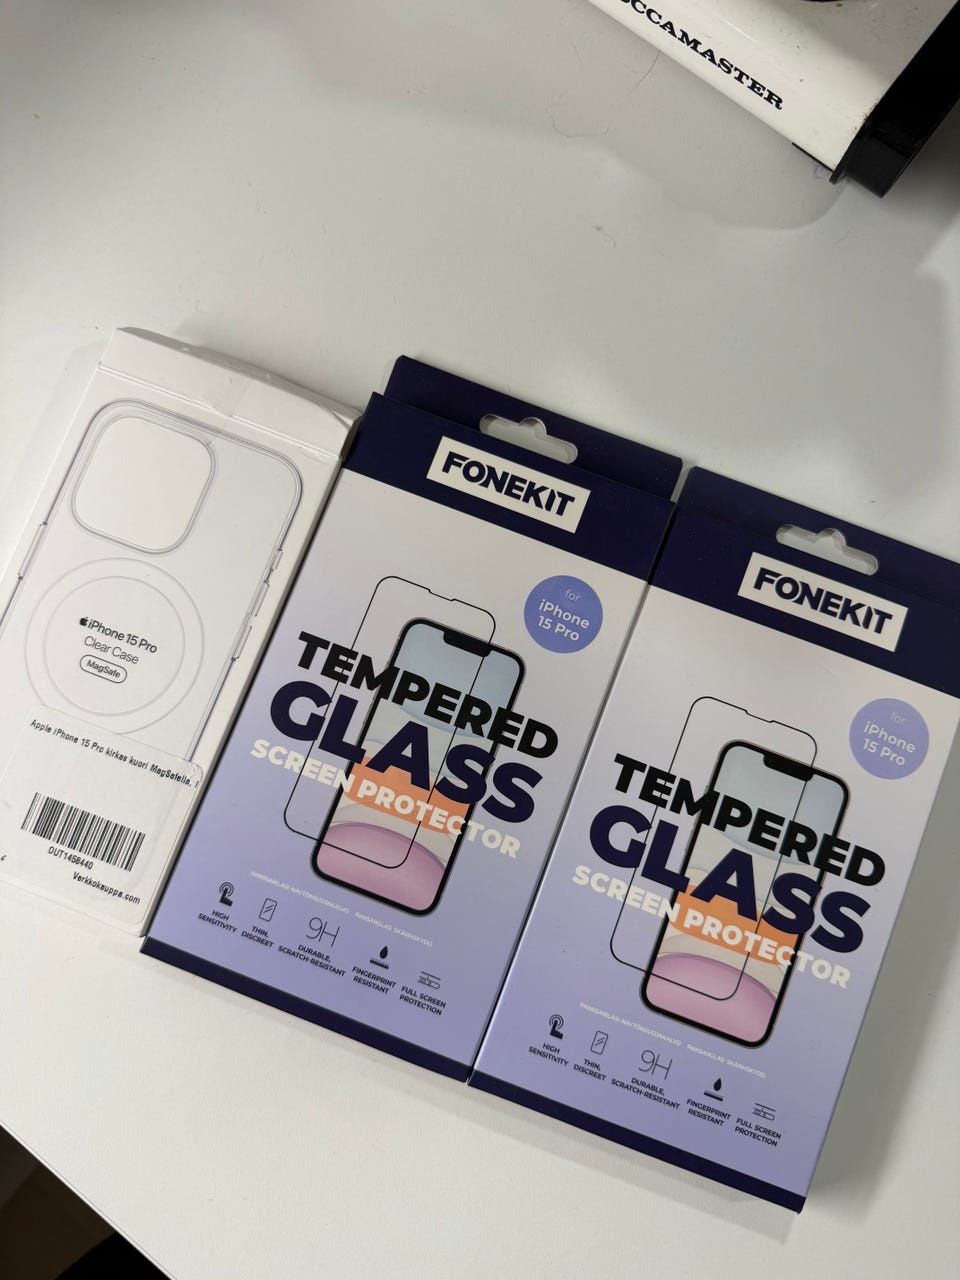 CCAMASTER
iPhone 15 Pro
Clear Case
MagSafe
Apple iPhone 15 Pro kirkas kuori MagSafella,
OUT1458440
Verkkokauppa.com
FONEKIT
for
iPhone
15 Pro
TEMPERED
GLASS
SCREEN PROTECTOR
PANSSARILASI NÄYTÖNSUOJAKALVO PANSARGLAS SKÄRMSKYDD
HIGH
SENSITIVITY
THIN,
DISCREET
9H
DURABLE,
SCRATCH-RESISTANT
FINGERPRINT
RESISTANT
FULL SCREEN
PROTECTION
FONEKIT
for
iPhone
15 Pro
TEMPERED
GLASS
SCREEN PROTECTOR
PANSSARILASI NÄYTÖNSUOJAKALVO PANSARGLAS SKÄRMSKYDD
HIGH
SENSITIVITY
THIN,
DISCREET
9H
DURABLE,
SCRATCH-RESISTANT
FINGERPRINT
RESISTANT
FULL SCREEN
PROTECTION